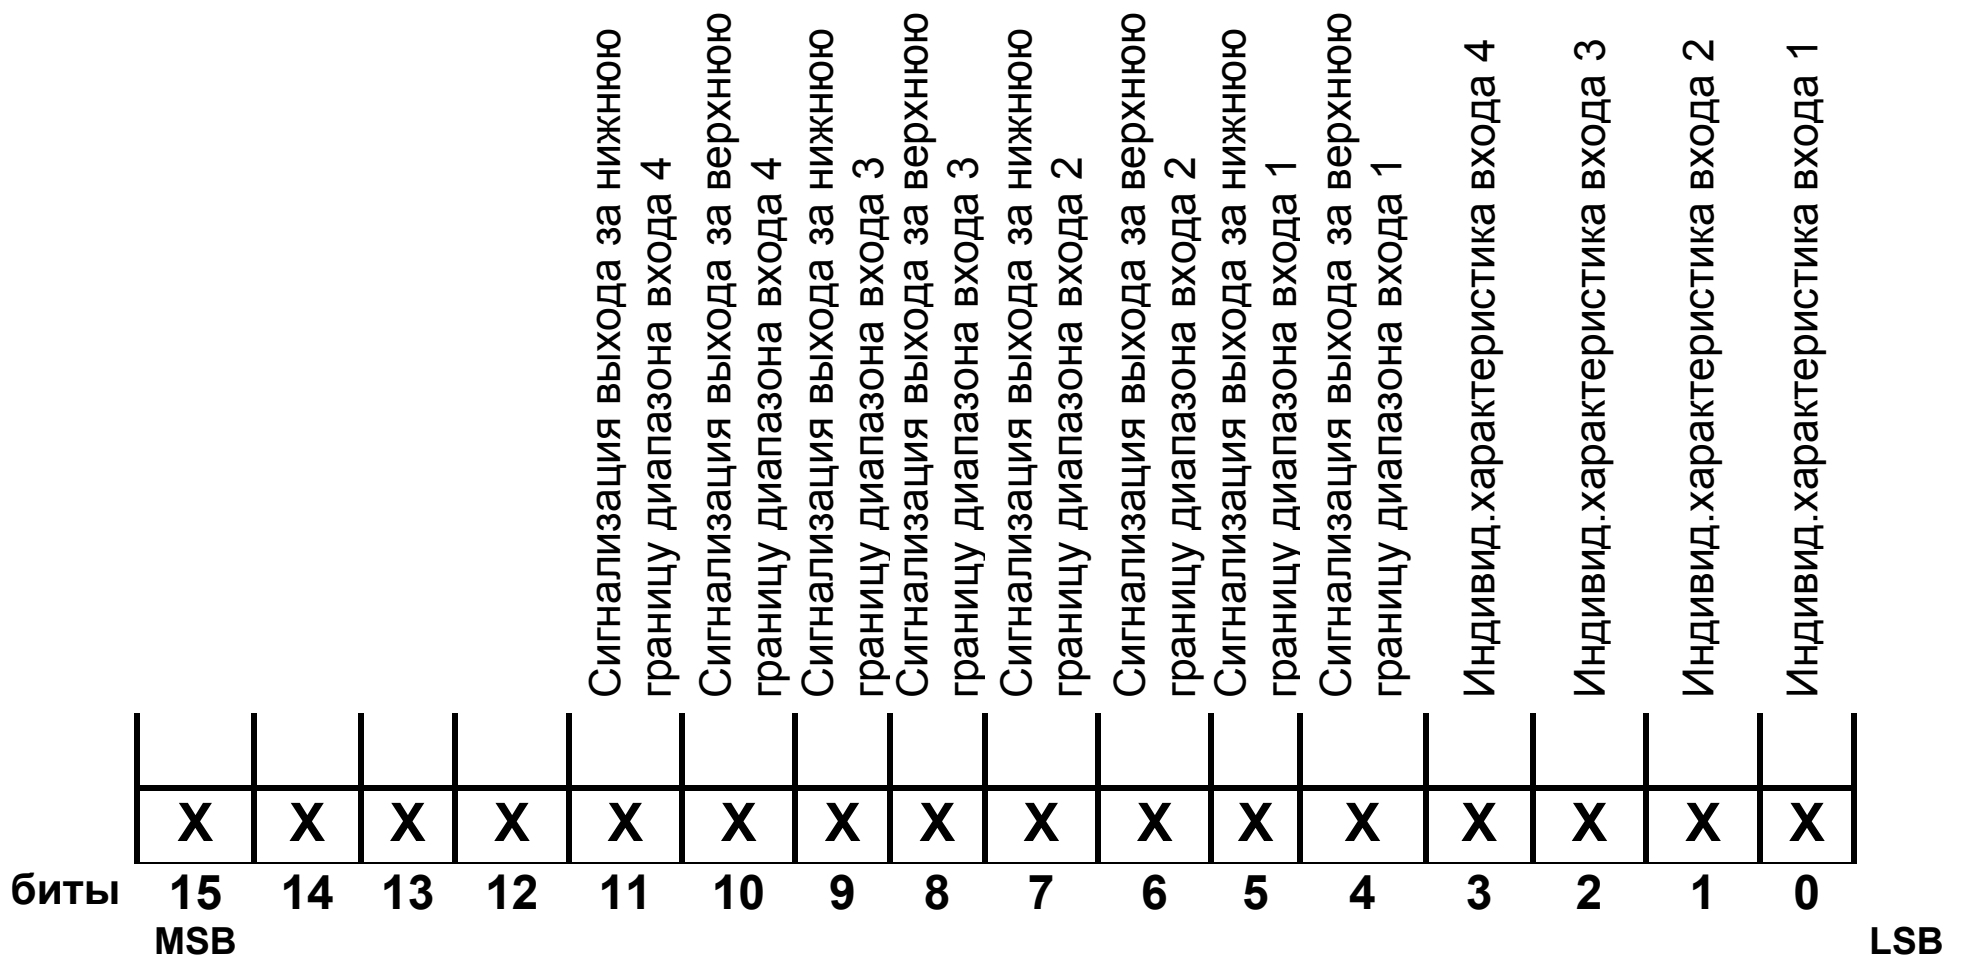 Сигнализация выхода за нижнюю
границу диапазона входа 4
Сигнализация выхода за верхнюю
границу диапазона входа 4
Сигнализация выхода за нижнюю
границу диапазона входа 3
Сигнализация выхода за верхнюю
границу диапазона входа 3
Сигнализация выхода за нижнюю
границу диапазона входа 2
Сигнализация выхода за верхнюю
границу диапазона входа 2
Сигнализация выхода за нижнюю
границу диапазона входа 1
Сигнализация выхода за верхнюю
границу диапазона входа 1
Индивид.характеристика входа 4
Индивид.характеристика входа 3
Индивид.характеристика входа 2
Индивид.характеристика входа 1
X X X X X X X X X X X X X X X X
биты 15 14 13 12 11 10 9 8 7 6 5 4 3 2 1 0
MSB LSB